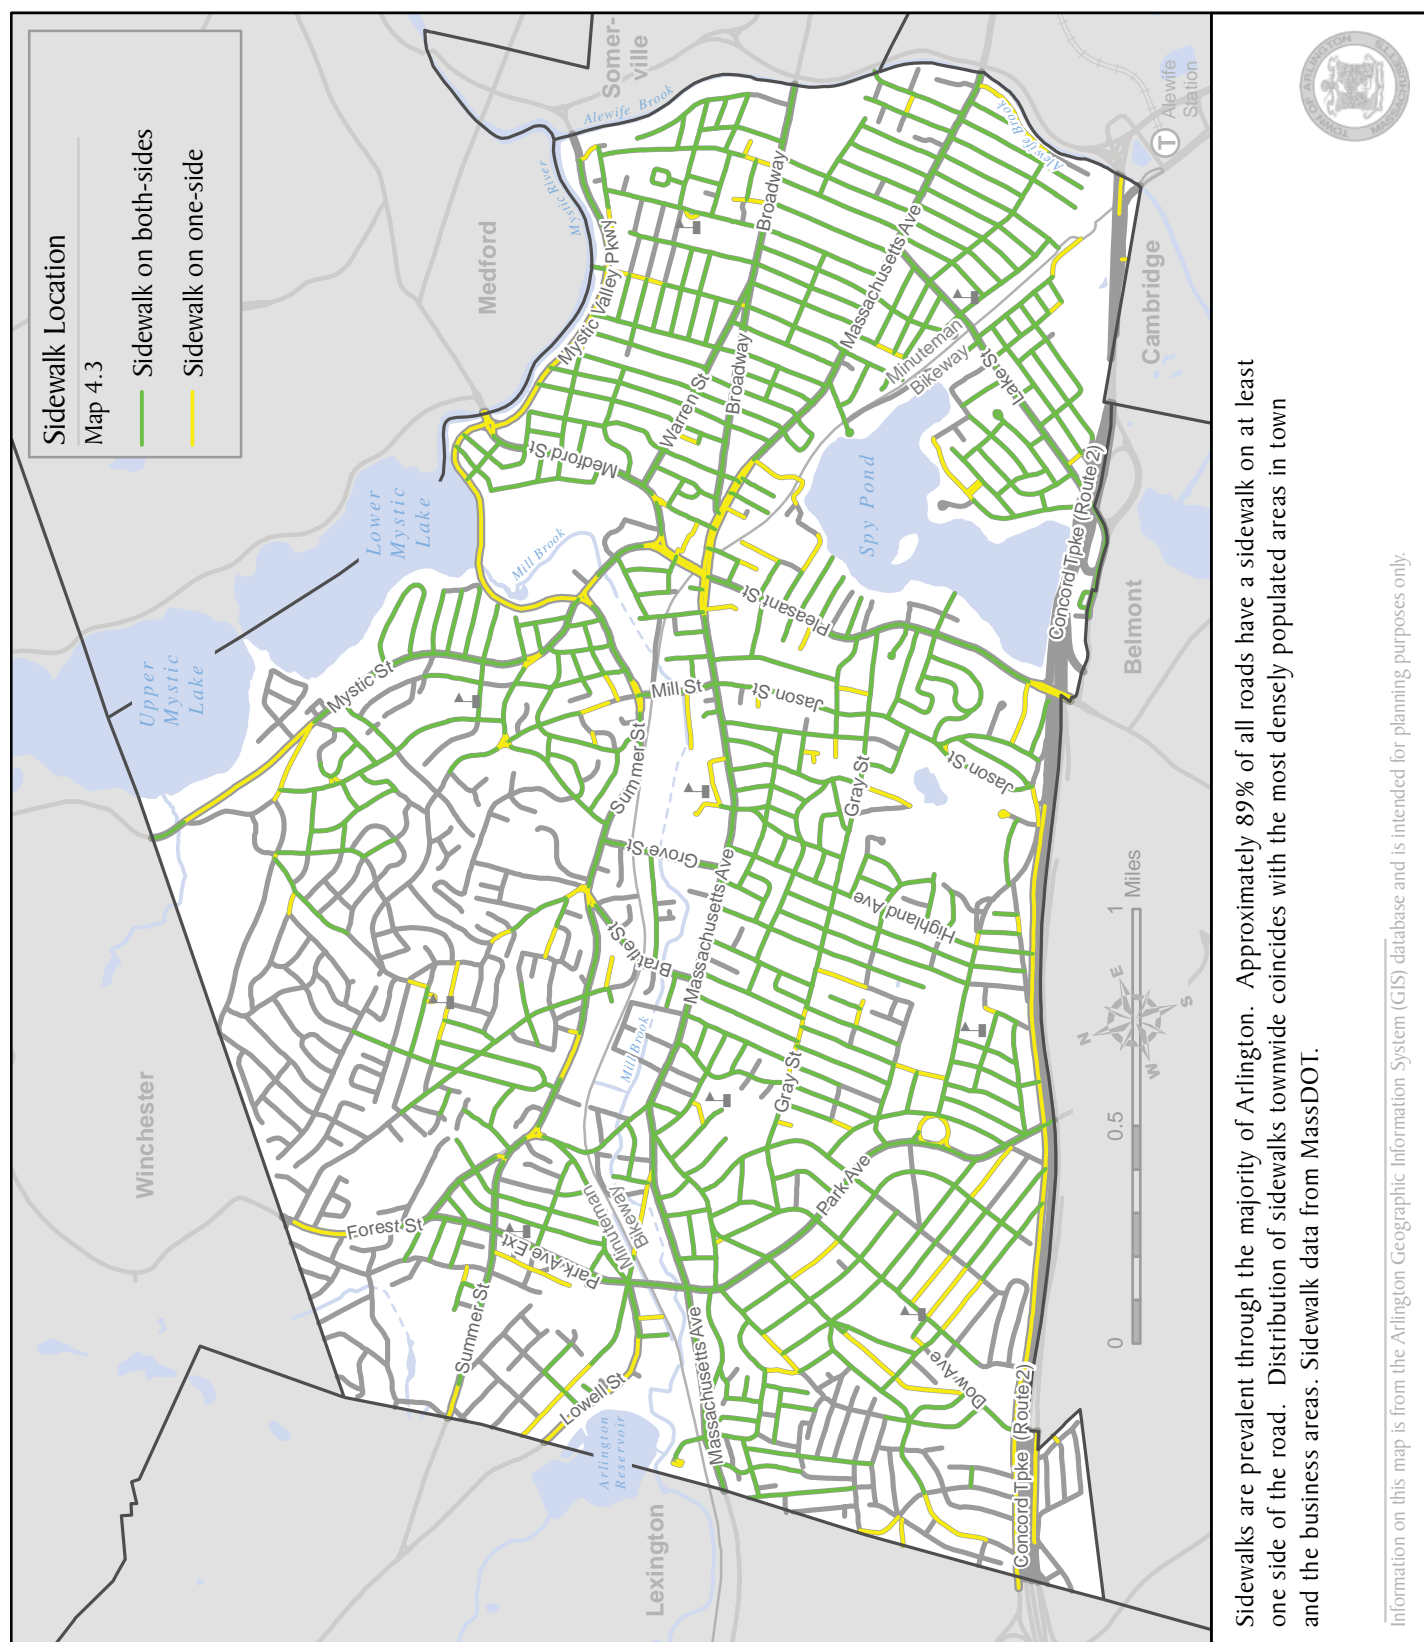 Sidewalk Location
Map 4.3
Sidewalk on both-sides
Sidewalk on one-side
Winchester
Upper
Mystic
Lake
Lower
Mystic
Lake
Medford
Somer-
ville
Mystic River
Alewife Brook
Mystic Valley Pkwy
Mystic St
Mill Brook
Medford St
Warren St
Broadway
Broadway
Forest St
Summer St
Park Ave Ext
Summer St
Mill St
Grove St
Brattle St
Lowell St
Minuteman
Bikeway
Mill Brook
Arlington
Reservoir
Lexington
Massachusetts Ave
Massachusetts Ave
Massachusetts Ave
Massachusetts Ave
Pleasant St
Jason St
Jason St
Gray St
Gray St
Highland Ave
Park Ave
Dow Ave
Spy Pond
Minuteman
Bikeway
Lake St
Alewife Brook
Alewife Brook
T
Alewife
Station
Concord Tpke (Route 2)
Concord Tpke (Route 2)
Belmont
Cambridge
N
E
S
W
0
0.5
1
Miles
TOWN OF ARLINGTON
MASSACHUSETTS
Sidewalks are prevalent through the majority of Arlington. Approximately 89% of all roads have a sidewalk on at least
one side of the road. Distribution of sidewalks townwide coincides with the most densely populated areas in town
and the business areas. Sidewalk data from MassDOT.
Information on this map is from the Arlington Geographic Information System (GIS) database and is intended for planning purposes only.